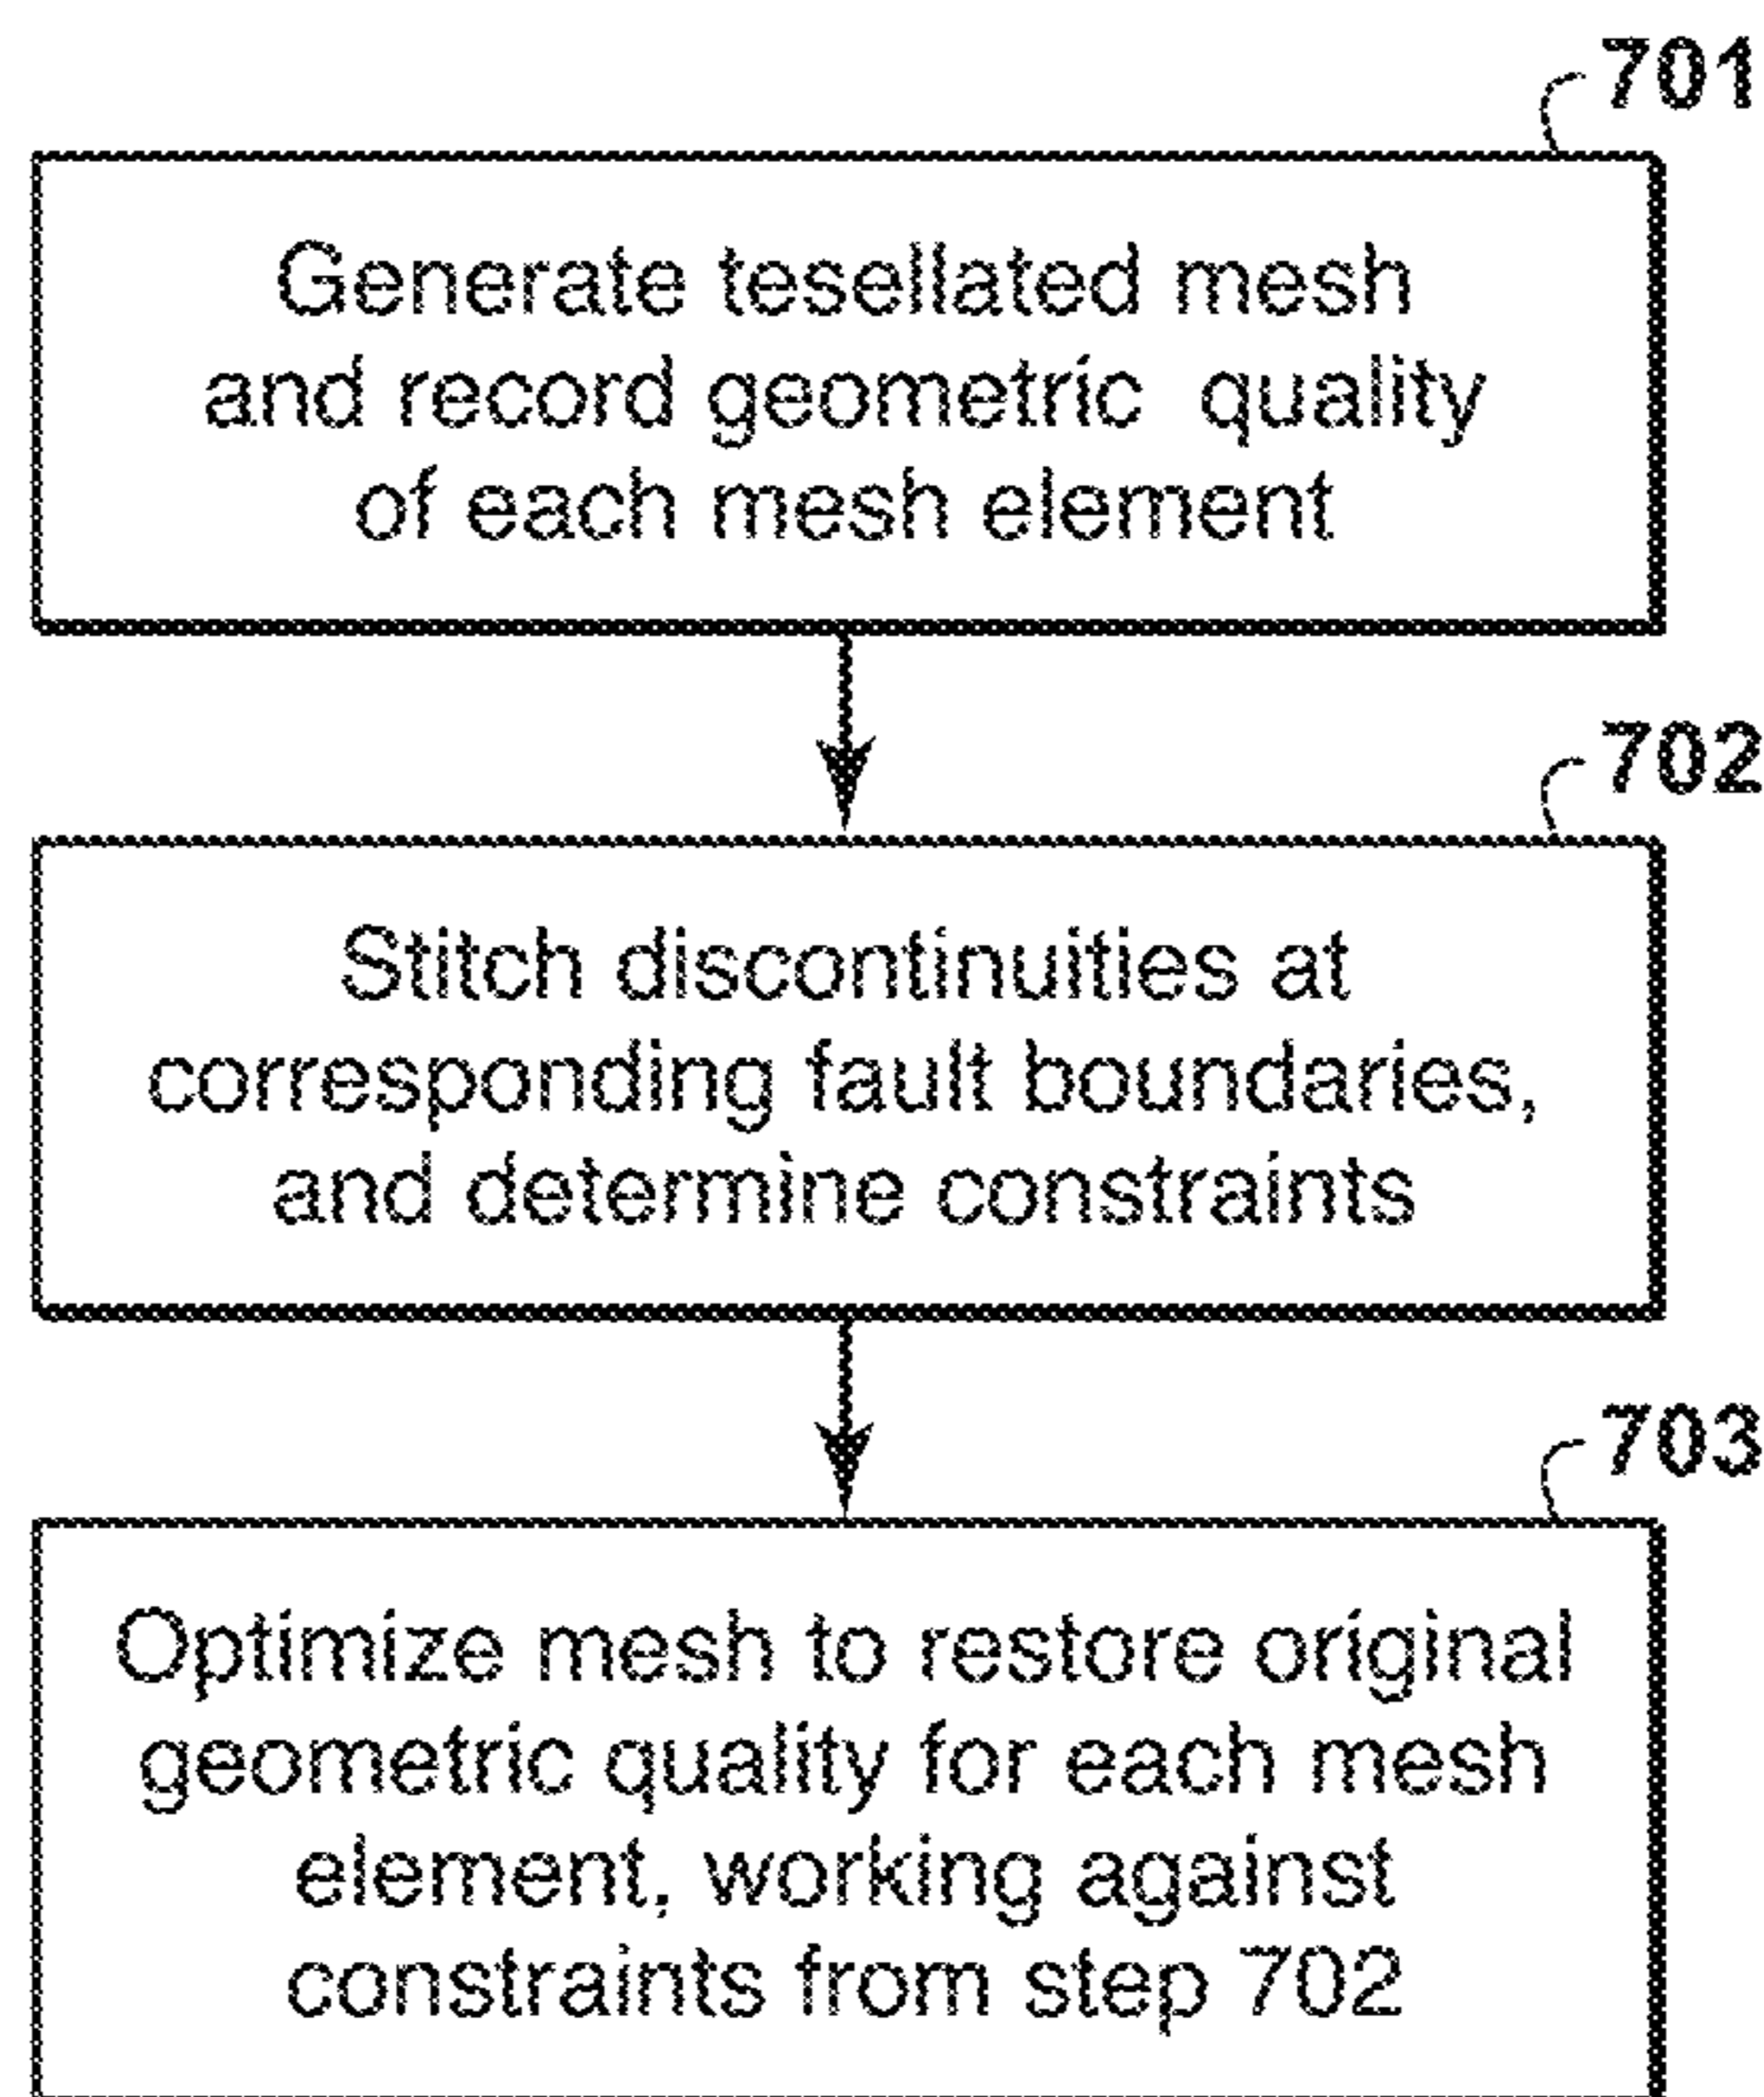 701
Generate tesellated mesh
and record geometric quality
of each mesh element
702
Stitch discontinuities at
corresponding fault boundaries,
and determine constraints
703
Optimize mesh to restore original
geometric quality for each mesh
element, working against
constraints from step 702